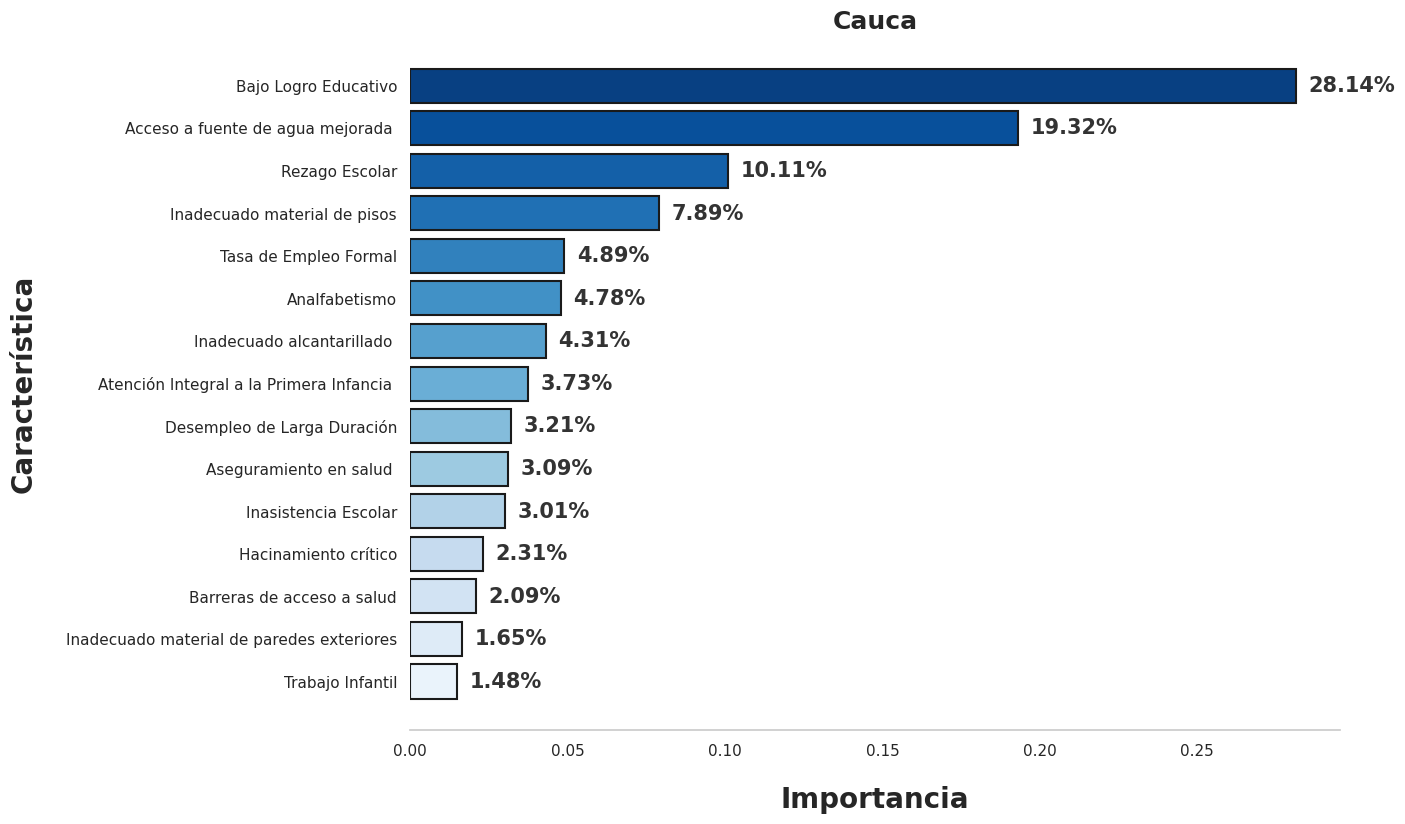 Cauca
Bajo Logro Educativo 28.14%
Acceso a fuente de agua mejorada 19.32%
Rezago Escolar 10.11%
Inadecuado material de pisos 7.89%
Tasa de Empleo Formal 4.89%
Analfabetismo 4.78%
Inadecuado alcantarillado 4.31%
Atención Integral a la Primera Infancia 3.73%
Desempleo de Larga Duración 3.21%
Aseguramiento en salud 3.09%
Inasistencia Escolar 3.01%
Hacinamiento crítico 2.31%
Barreras de acceso a salud 2.09%
Inadecuado material de paredes exteriores 1.65%
Trabajo Infantil 1.48%
Característica
0.00 0.05 0.10 0.15 0.20 0.25
Importancia